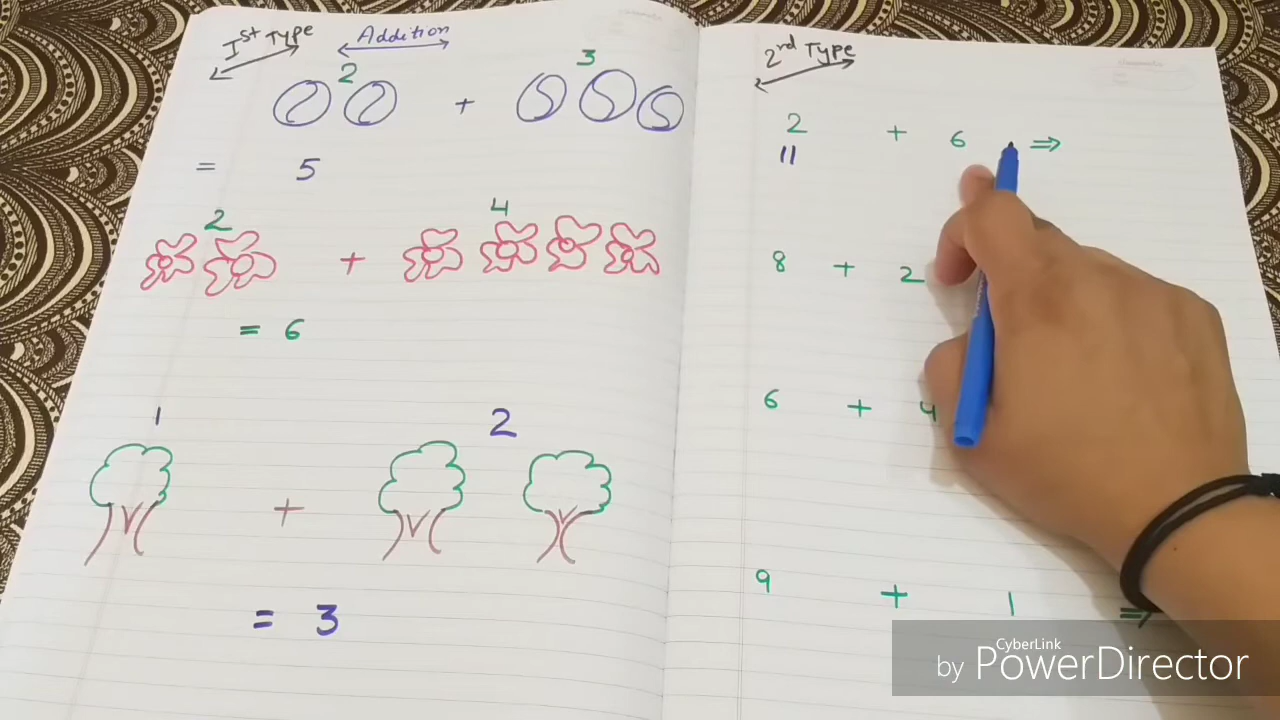 Ist Type Addition
2 3
+
= 5
2 4
+
= 6
1 2
+
= 3
2nd Type
2 + 6 ⇒
11
8 + 2
6 + 4
9 + 1 ⇒
CyberLink
by PowerDirector